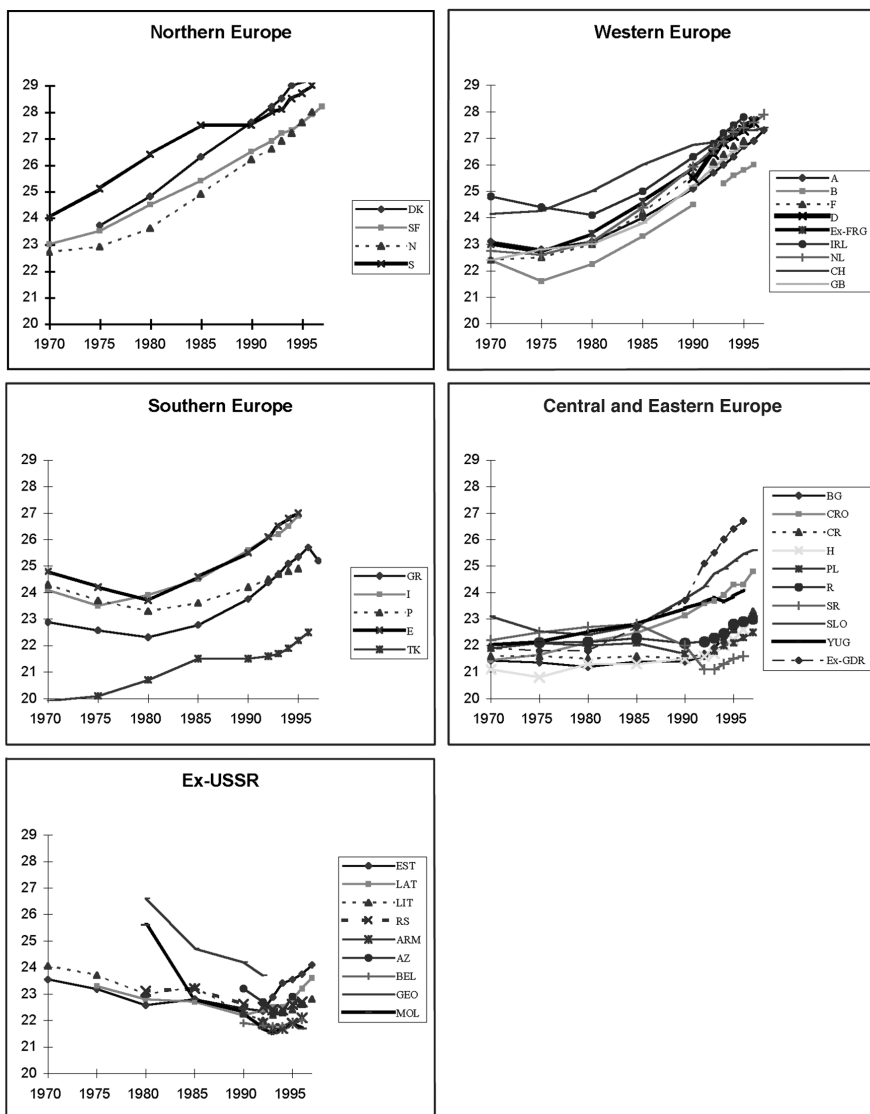 Northern Europe
29
28
27
26
25
24
23
22
21
20
1970 1975 1980 1985 1990 1995
DK
SF
N
S
Western Europe
29
28
27
26
25
24
23
22
21
20
1970 1975 1980 1985 1990 1995
A
B
F
D
Ex-FRG
IRL
NL
CH
GB
Southern Europe
29
28
27
26
25
24
23
22
21
20
1970 1975 1980 1985 1990 1995
GR
I
P
E
TK
Central and Eastern Europe
29
28
27
26
25
24
23
22
21
20
1970 1975 1980 1985 1990 1995
BG
CRO
CR
H
PL
R
SR
SLO
YUG
Ex-GDR
Ex-USSR
29
28
27
26
25
24
23
22
21
20
1970 1975 1980 1985 1990 1995
EST
LAT
LIT
RS
ARM
AZ
BEL
GEO
MOL